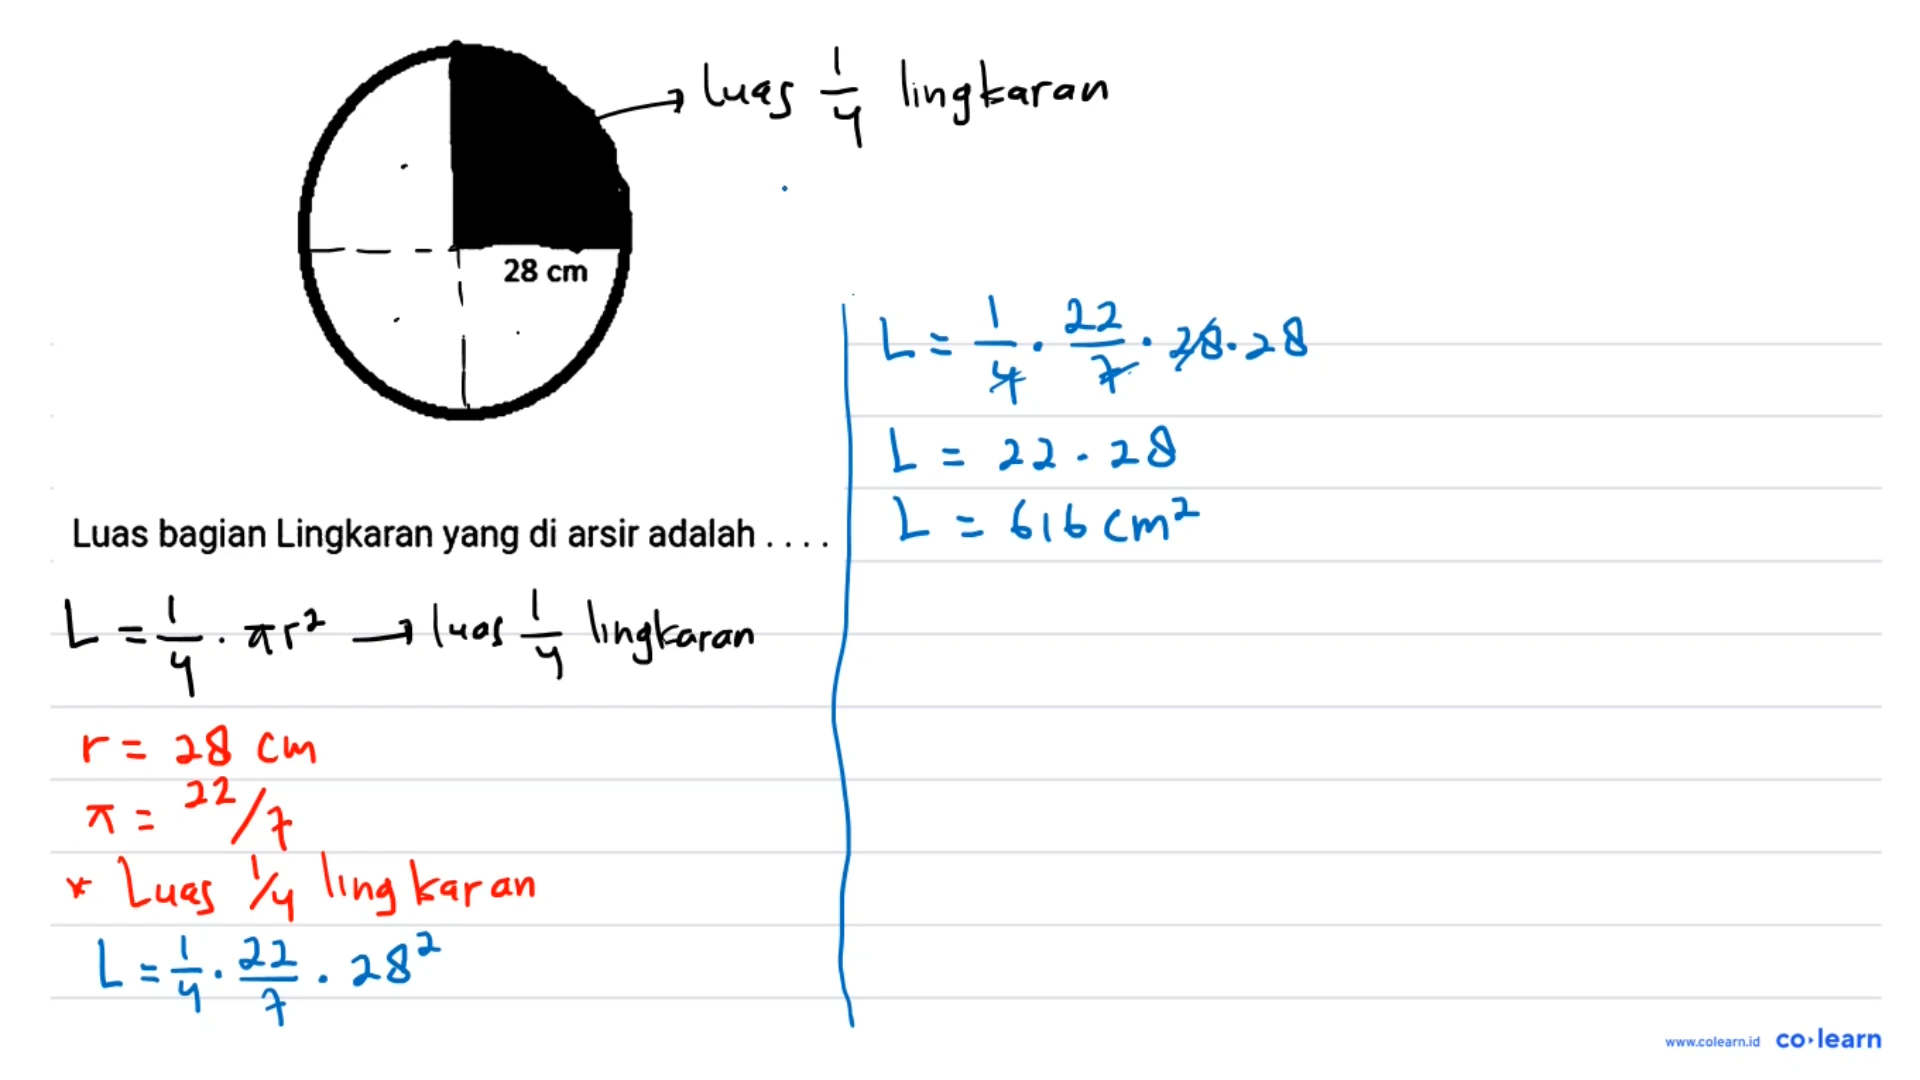 → Luas 1/4 lingkaran
28 cm
Luas bagian Lingkaran yang di arsir adalah . . . .
L = 1/4 . πr² → luas 1/4 lingkaran
r = 28 cm
π = 22/7
* Luas 1/4 lingkaran
L = 1/4 . 22/7 . 28²
L = 1/4 . 22/7 . 28 . 28
L = 22 . 28
L = 616 cm²
www.colearn.id co learn